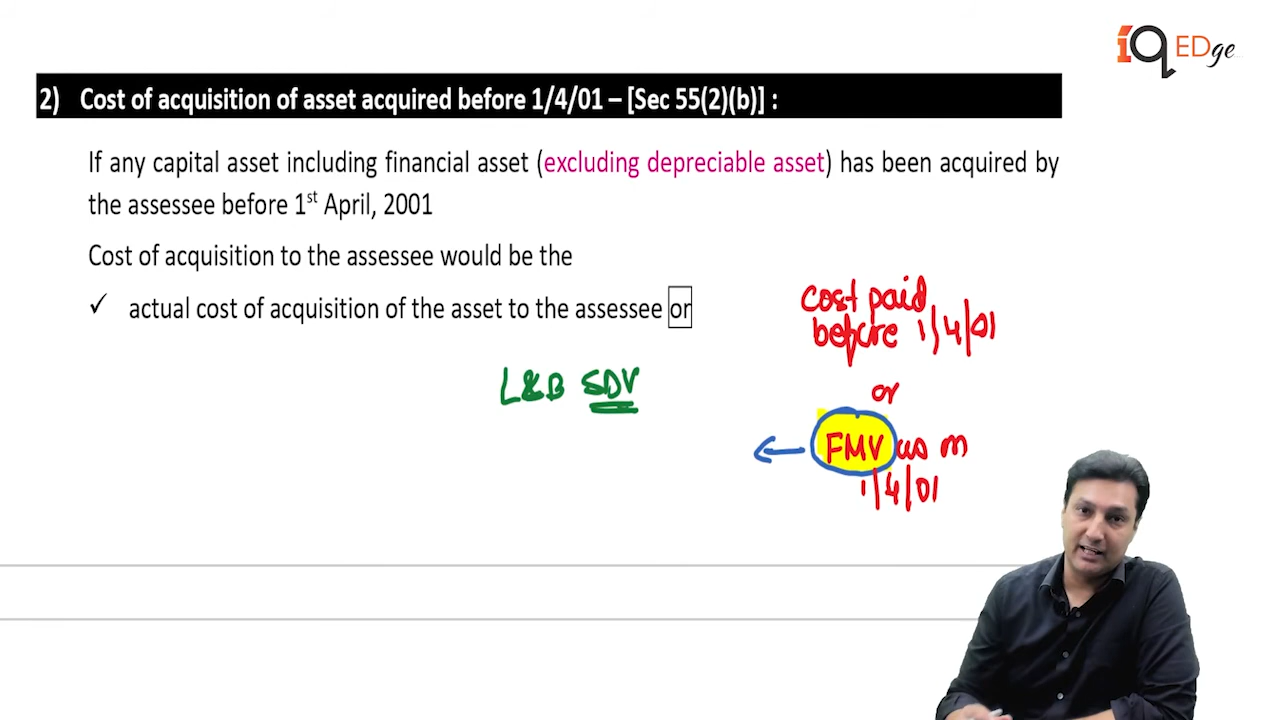 iQ EDge
2) Cost of acquisition of asset acquired before 1/4/01 – [Sec 55(2)(b)] :
If any capital asset including financial asset (excluding depreciable asset) has been acquired by
the assessee before 1st April, 2001
Cost of acquisition to the assessee would be the
✓ actual cost of acquisition of the asset to the assessee or
cost paid
before 1/4/01
or
L&B SDV
FMV as on
1/4/01